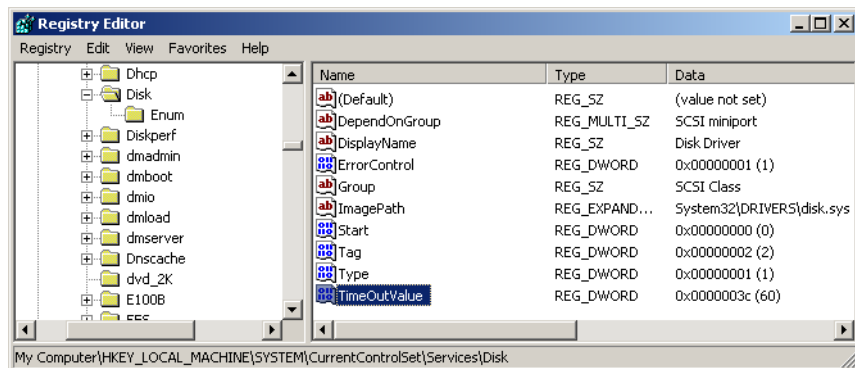 Registry Editor
Registry Edit View Favorites Help
Dhcp
Disk
Enum
Diskperf
dmadmin
dmboot
dmio
dmload
dmserver
Dnscache
dvd_2K
E100B
EFS
Name Type Data
(Default) REG_SZ (value not set)
DependOnGroup REG_MULTI_SZ SCSI miniport
DisplayName REG_SZ Disk Driver
ErrorControl REG_DWORD 0x00000001 (1)
Group REG_SZ SCSI Class
ImagePath REG_EXPAND... System32\DRIVERS\disk.sys
Start REG_DWORD 0x00000000 (0)
Tag REG_DWORD 0x00000002 (2)
Type REG_DWORD 0x00000001 (1)
TimeOutValue REG_DWORD 0x0000003c (60)
My Computer\HKEY_LOCAL_MACHINE\SYSTEM\CurrentControlSet\Services\Disk